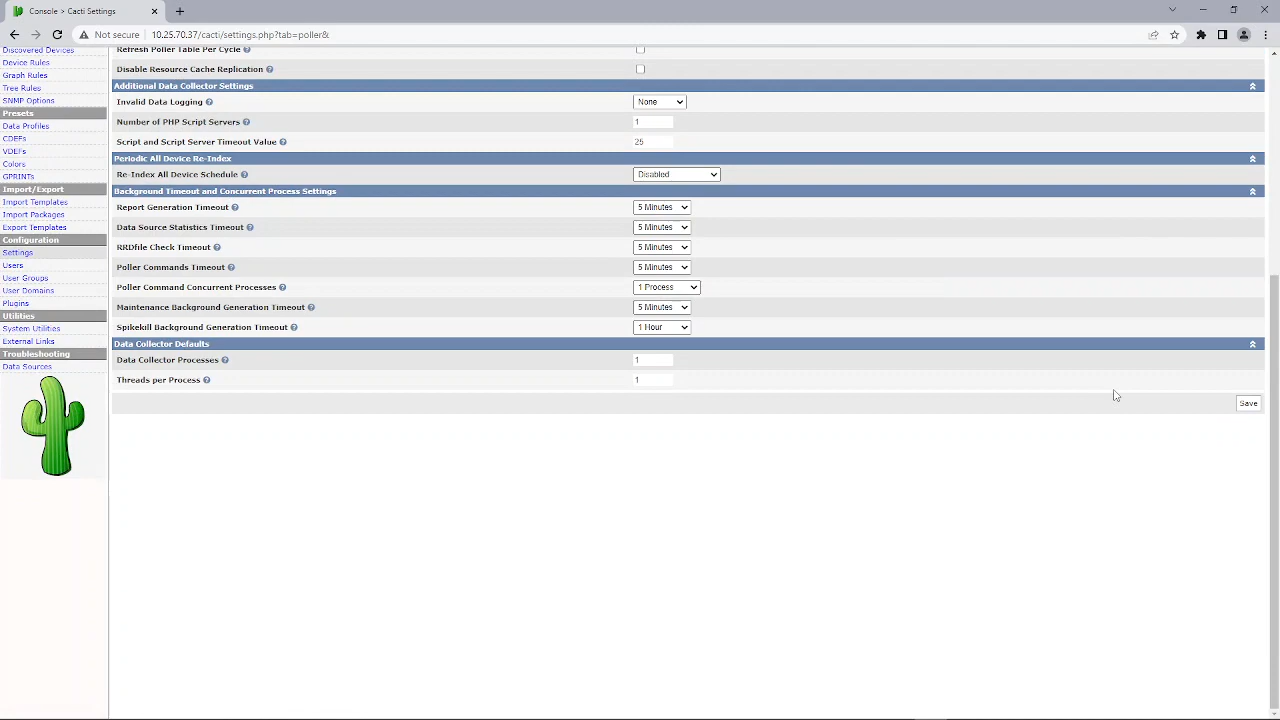 Console > Cacti Settings
Not secure 10.25.70.37/cacti/settings.php?tab=poller&
Discovered Devices
Device Rules
Graph Rules
Tree Rules
SNMP Options
Presets
Data Profiles
CDEFs
VDEFs
Colors
GPRINTs
Import/Export
Import Templates
Import Packages
Export Templates
Configuration
Settings
Users
User Groups
User Domains
Plugins
Utilities
System Utilities
External Links
Troubleshooting
Data Sources
Refresh Poller Table Per Cycle
Disable Resource Cache Replication
Additional Data Collector Settings
Invalid Data Logging None
Number of PHP Script Servers 1
Script and Script Server Timeout Value 25
Periodic All Device Re-Index
Re-Index All Device Schedule Disabled
Background Timeout and Concurrent Process Settings
Report Generation Timeout 5 Minutes
Data Source Statistics Timeout 5 Minutes
RRDfile Check Timeout 5 Minutes
Poller Commands Timeout 5 Minutes
Poller Command Concurrent Processes 1 Process
Maintenance Background Generation Timeout 5 Minutes
Spikekill Background Generation Timeout 1 Hour
Data Collector Defaults
Data Collector Processes 1
Threads per Process 1
Save